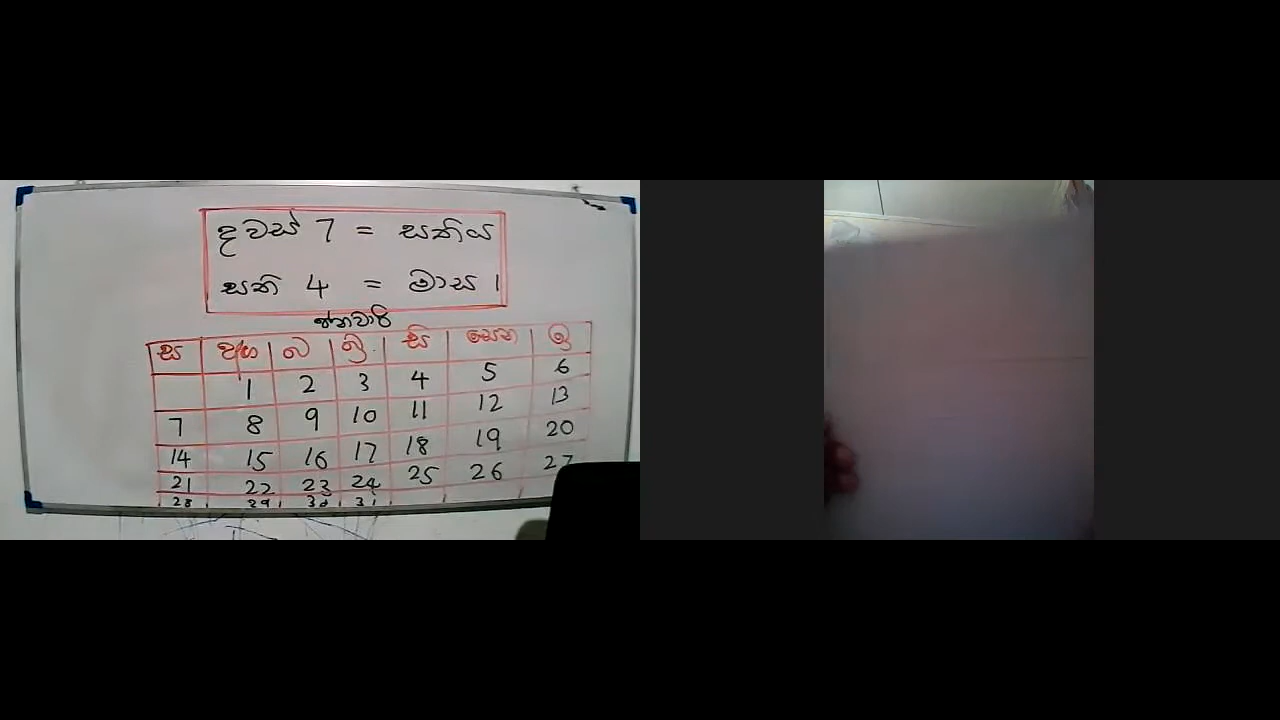 දවස් 7 = සතිය
සති 4 = මාස 1
ජනවාරි
ස අඟ බ බ්‍ර සි සෙන ඉ
1 2 3 4 5 6
7 8 9 10 11 12 13
14 15 16 17 18 19 20
21 22 23 24 25 26 27
28 29 30 31